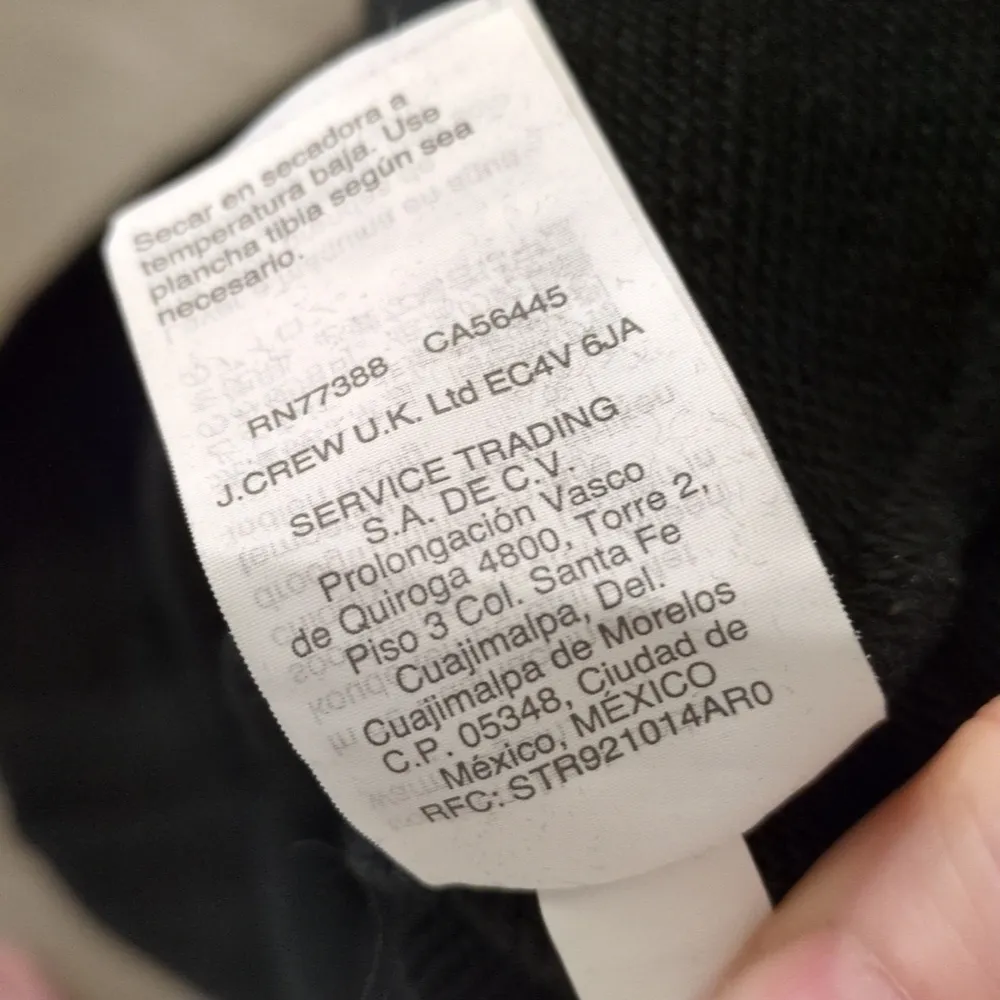 Secar en secadora a
temperatura baja. Use
plancha tibia según sea
necesario.
RN77388 CA56445
J.CREW U.K. Ltd EC4V 6JA
SERVICE TRADING
S.A. DE C.V.
Prolongación Vasco
de Quiroga 4800, Torre 2,
Piso 3 Col. Santa Fe
Cuajimalpa, Del.
Cuajimalpa de Morelos
C.P. 05348, Ciudad de
México, MÉXICO
RFC: STR921014AR0